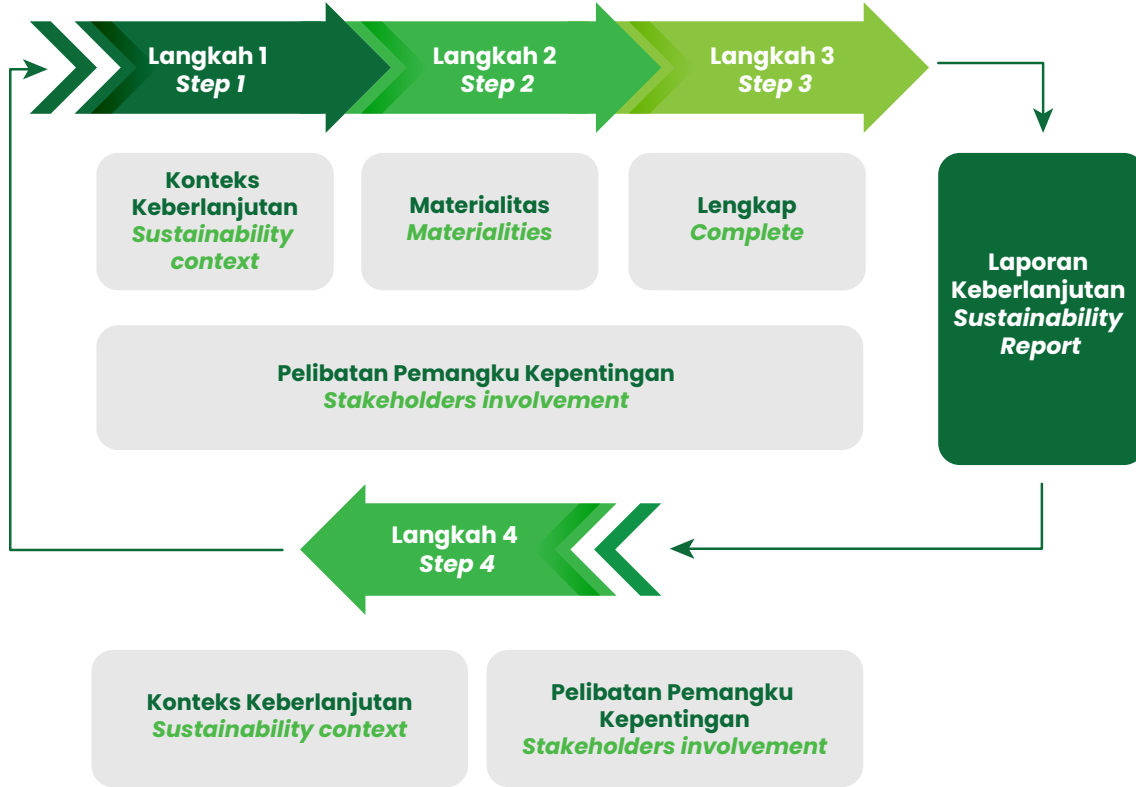 Langkah 1
Step 1
Langkah 2
Step 2
Langkah 3
Step 3
Konteks
Keberlanjutan
Sustainability
context
Materialitas
Materialities
Lengkap
Complete
Laporan
Keberlanjutan
Sustainability
Report
Pelibatan Pemangku Kepentingan
Stakeholders involvement
Langkah 4
Step 4
Konteks Keberlanjutan
Sustainability context
Pelibatan Pemangku
Kepentingan
Stakeholders involvement